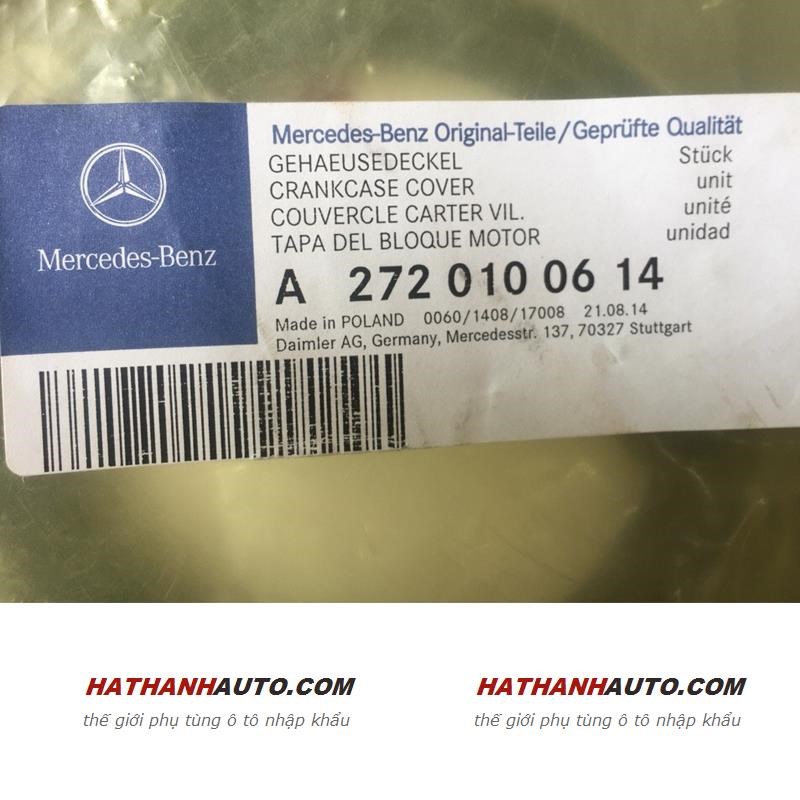 Mercedes-Benz
Mercedes-Benz Original-Teile/Geprüfte Qualität
GEHAEUSEDECKEL Stück
CRANKCASE COVER unit
COUVERCLE CARTER VIL. unité
TAPA DEL BLOQUE MOTOR unidad
A 272 010 06 14
Made in POLAND 0060/1408/17008 21.08.14
Daimler AG, Germany, Mercedesstr. 137, 70327 Stuttgart
HATHANHAUTO.COM HATHANHAUTO.COM
thế giới phụ tùng ô tô nhập khẩu thế giới phụ tùng ô tô nhập khẩu